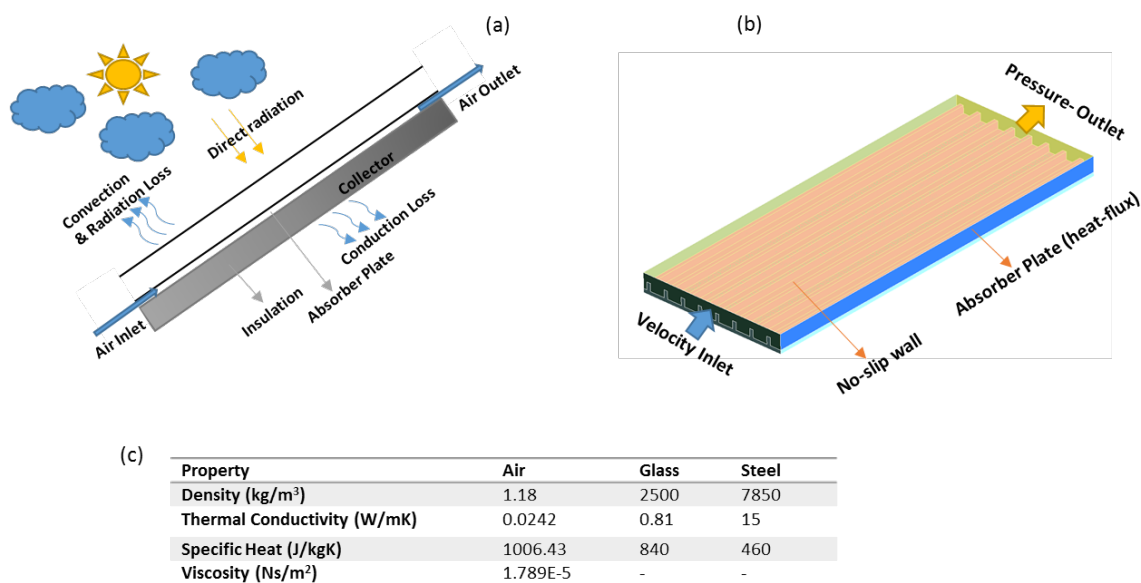 (a)
(b)
Direct radiation
Air Outlet
Convection
& Radiation Loss
Collector
Conduction Loss
Absorber Plate
Insulation
Air Inlet
Pressure- Outlet
Absorber Plate (heat-flux)
Velocity Inlet
No-slip wall
(c)
Property Air Glass Steel
Density (kg/m³) 1.18 2500 7850
Thermal Conductivity (W/mK) 0.0242 0.81 15
Specific Heat (J/kgK) 1006.43 840 460
Viscosity (Ns/m²) 1.789E-5 - -